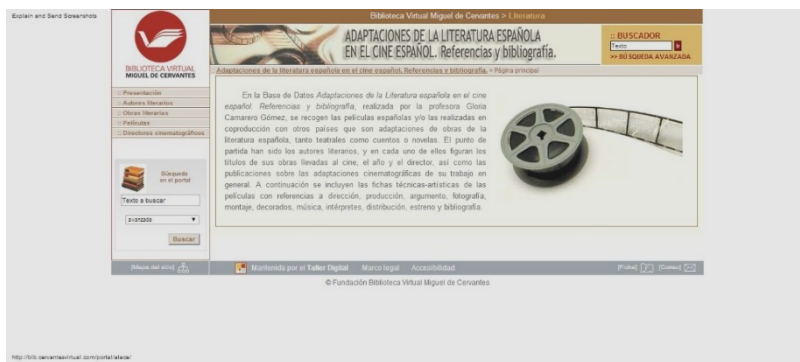 Explain and Send Screenshots
Biblioteca Virtual Miguel de Cervantes > Literatura
ADAPTACIONES DE LA LITERATURA ESPAÑOLA
EN EL CINE ESPAÑOL. Referencias y bibliografía.
:: BUSCADOR
Texto
>> BÚSQUEDA AVANZADA
BIBLIOTECA VIRTUAL
MIGUEL DE CERVANTES
Adaptaciones de la literatura española en el cine español. Referencias y bibliografía. > Página principal
:: Presentación
:: Autores literarios
:: Obras literarias
:: Películas
:: Directores cinematográficos
Búsqueda
en el portal
Texto a buscar
avanzada
Buscar
En la Base de Datos Adaptaciones de la Literatura española en el cine
español. Referencias y bibliografía, realizada por la profesora Gloria
Camarero Gómez, se recogen las películas españolas y/o las realizadas en
coproducción con otros países que son adaptaciones de obras de la
literatura española, tanto teatrales como cuentos o novelas. El punto de
partida han sido los autores literarios, y en cada uno de ellos figuran los
títulos de sus obras llevadas al cine, el año y el director, así como las
publicaciones sobre las adaptaciones cinematográficas de su trabajo en
general. A continuación se incluyen las fichas técnicas-artísticas de las
películas con referencias a dirección, producción, argumento, fotografía,
montaje, decorados, música, intérpretes, distribución, estreno y bibliografía.
[Mapa del sitio]
Mantenida por el Taller Digital Marco legal Accesibilidad
[Correo]
© Fundación Biblioteca Virtual Miguel de Cervantes